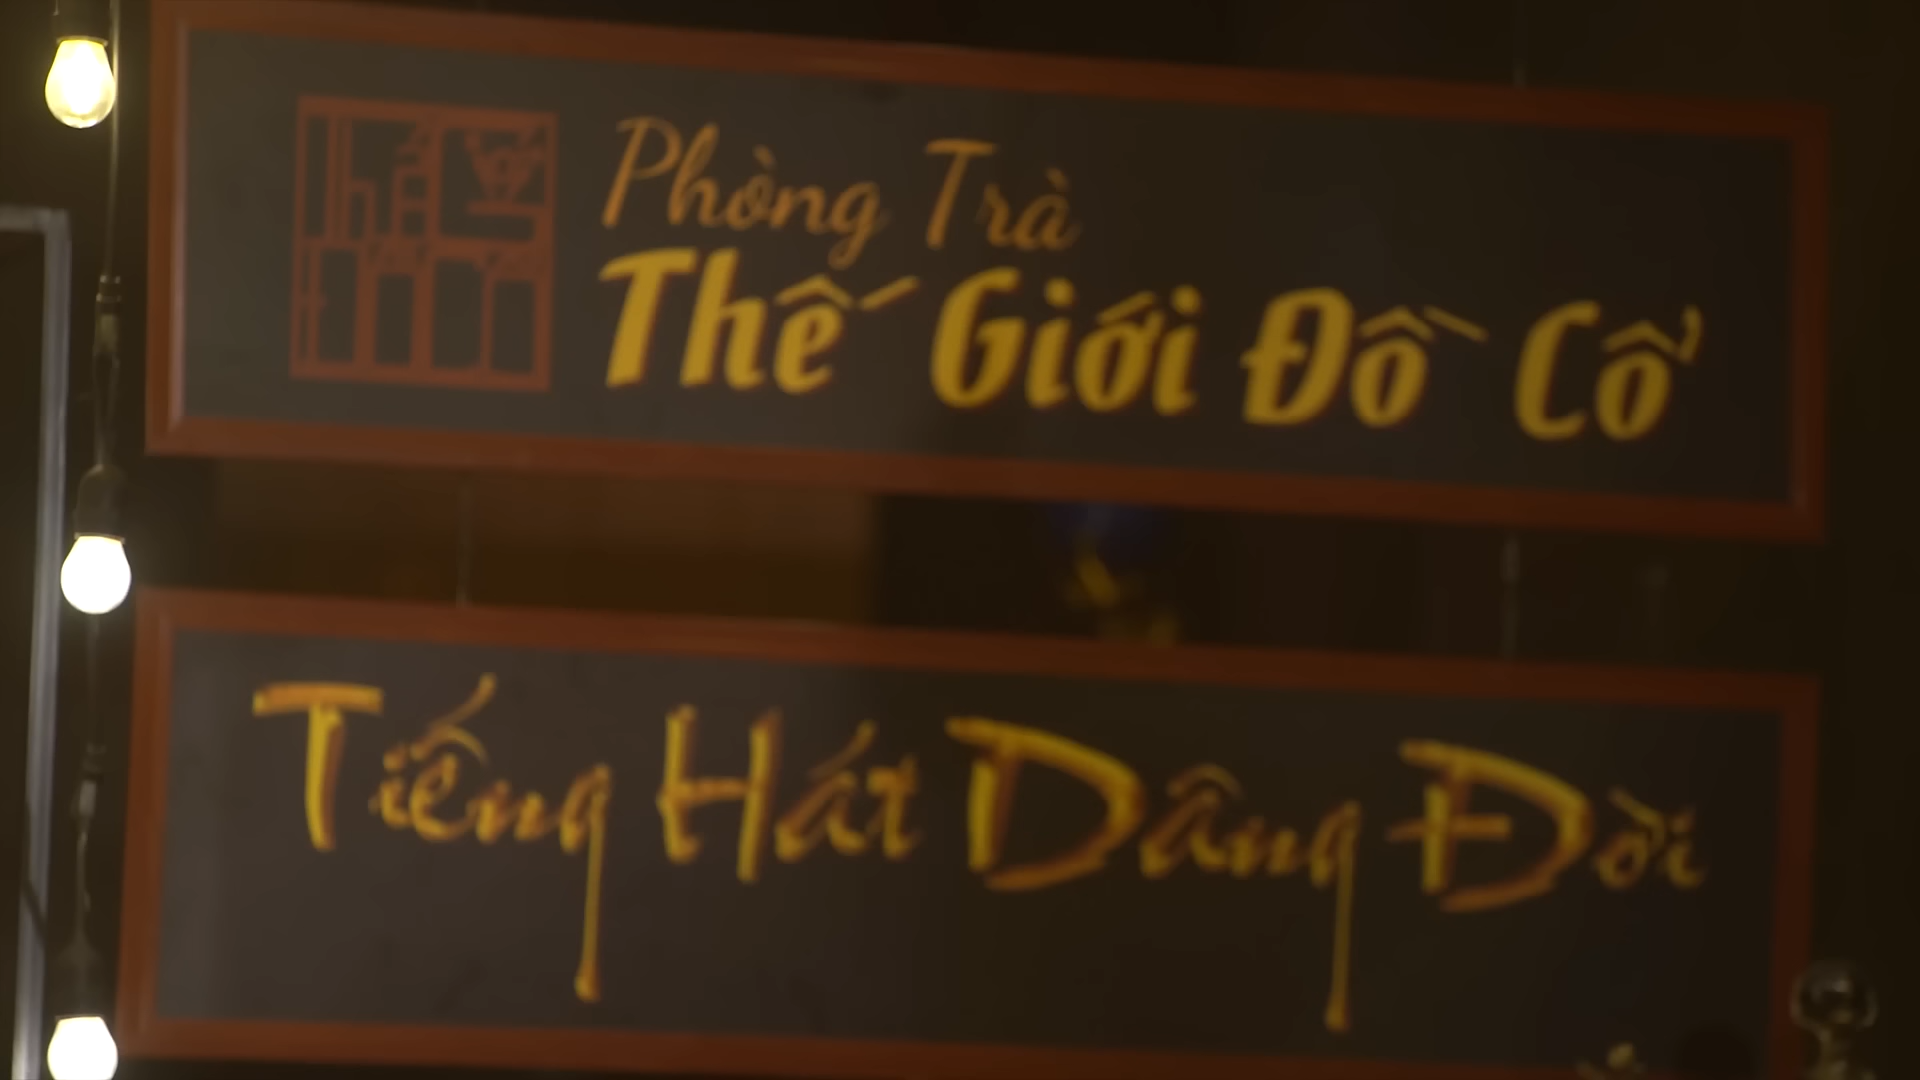 Phòng Trà
Thế Giới Đồ Cổ
Tiếng Hát Dâng Đời